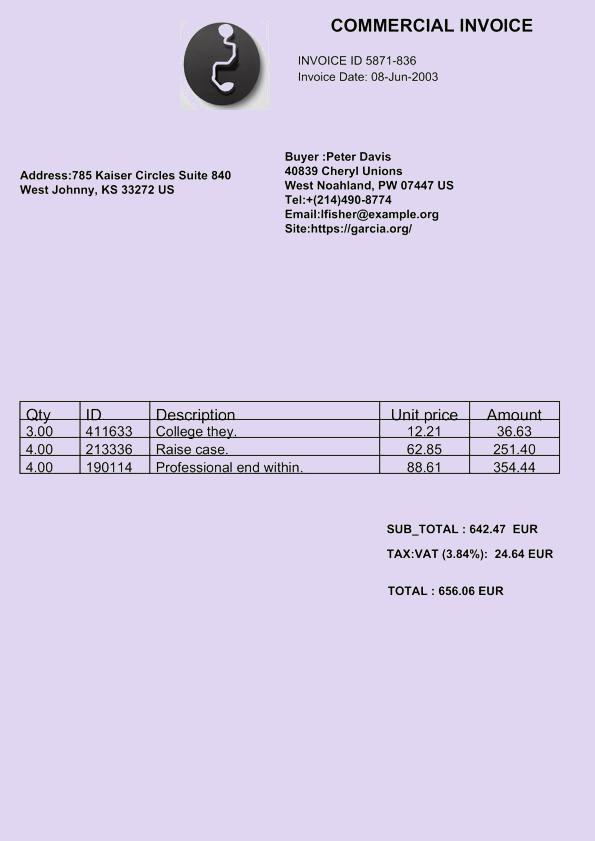 COMMERCIAL INVOICE
INVOICE ID 5871-836
Invoice Date: 08-Jun-2003
Address:785 Kaiser Circles Suite 840
West Johnny, KS 33272 US
Buyer :Peter Davis
40839 Cheryl Unions
West Noahland, PW 07447 US
Tel:+(214)490-8774
Email:lfisher@example.org
Site:https://garcia.org/
Qty ID Description Unit price Amount
3.00 411633 College they. 12.21 36.63
4.00 213336 Raise case. 62.85 251.40
4.00 190114 Professional end within. 88.61 354.44
SUB_TOTAL : 642.47 EUR
TAX:VAT (3.84%): 24.64 EUR
TOTAL : 656.06 EUR